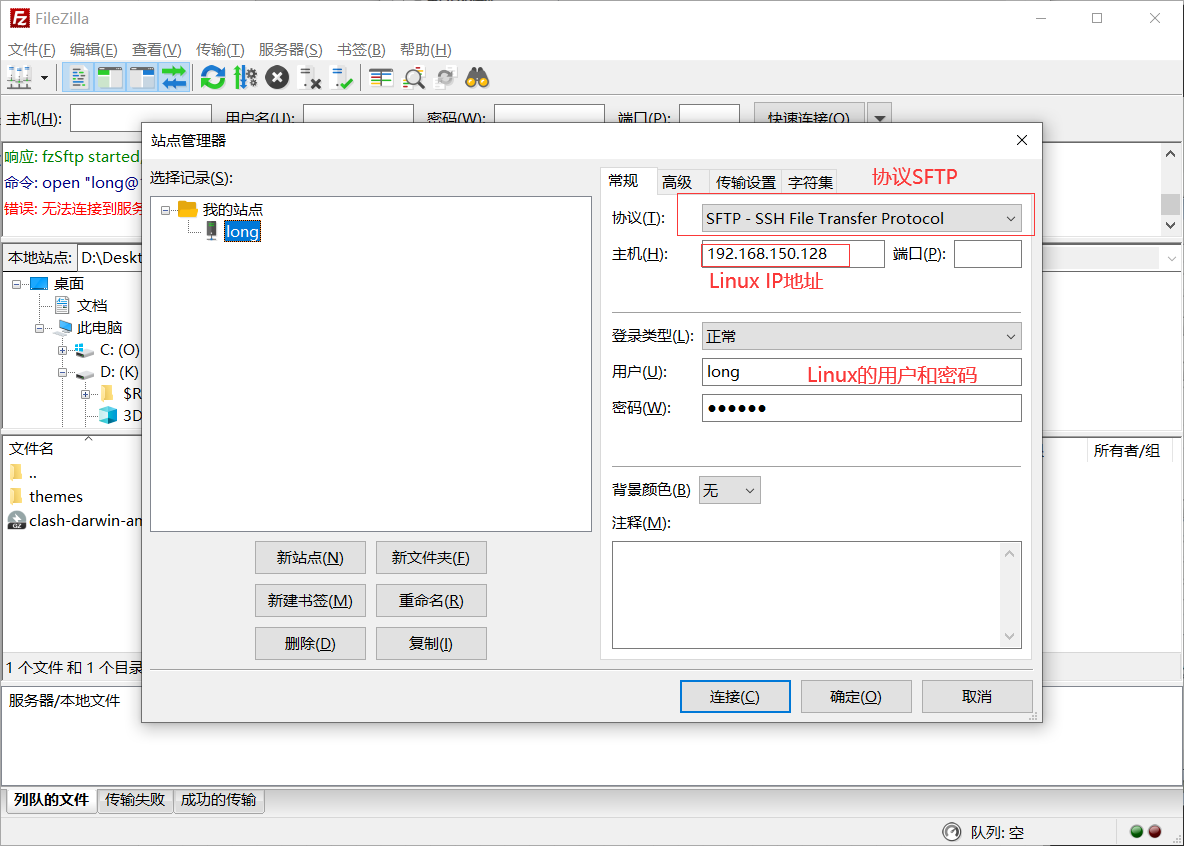 FileZilla
文件(F) 编辑(E) 查看(V) 传输(T) 服务器(S) 书签(B) 帮助(H)
主机(H): 用户名(U): 密码(W): 端口(P): 快速连接(Q)
响应: fzSftp started
命令: open "long@
错误: 无法连接到服务
本地站点: D:\Deskt
桌面
文档
此电脑
C: (O)
D: (K)
$R
3D
文件名
..
themes
clash-darwin-am
1 个文件 和 1 个目录
服务器/本地文件
所有者/组
站点管理器
选择记录(S):
我的站点
long
新站点(N) 新文件夹(F)
新建书签(M) 重命名(R)
删除(D) 复制(I)
常规 高级 传输设置 字符集
协议SFTP
协议(T): SFTP - SSH File Transfer Protocol
主机(H): 192.168.150.128 端口(P):
Linux IP地址
登录类型(L): 正常
用户(U): long
Linux的用户和密码
密码(W): ●●●●●●
背景颜色(B) 无
注释(M):
连接(C) 确定(O) 取消
列队的文件 传输失败 成功的传输
队列: 空